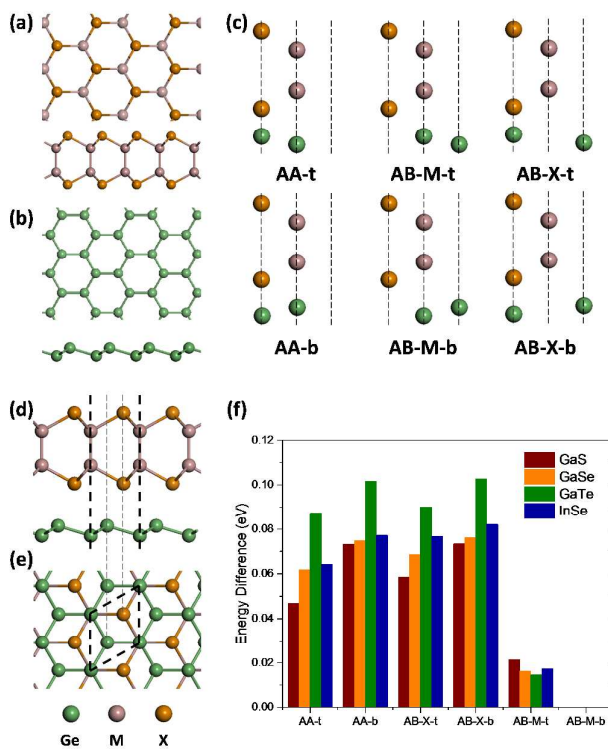 (a)
(b)
(c)
AA-t AB-M-t AB-X-t
AA-b AB-M-b AB-X-b
(d)
(e)
Ge M X
(f)
Energy Difference (eV)
0.12
0.10
0.08
0.06
0.04
0.02
0.00
GaS
GaSe
GaTe
InSe
AA-t AA-b AB-X-t AB-X-b AB-M-t AB-M-b